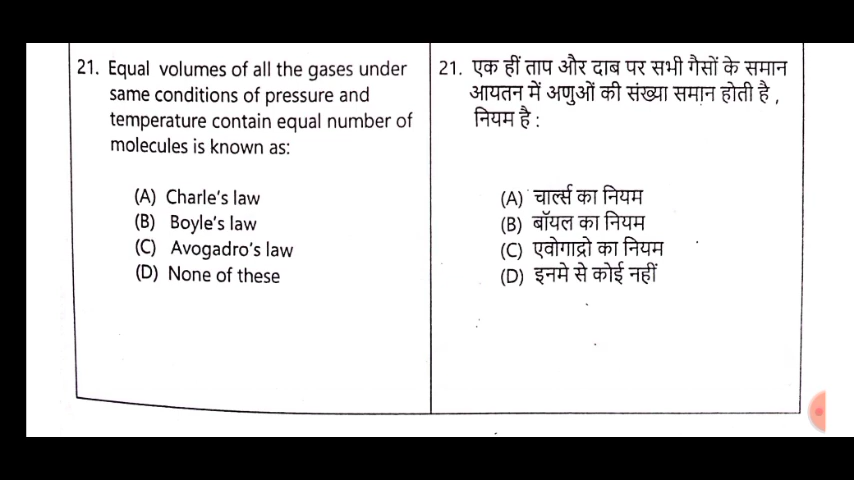 21. Equal volumes of all the gases under
same conditions of pressure and
temperature contain equal number of
molecules is known as:
(A) Charle's law
(B) Boyle's law
(C) Avogadro's law
(D) None of these
21. एक हीं ताप और दाब पर सभी गैसों के समान
आयतन में अणुओं की संख्या समान होती है ,
नियम है :
(A) चार्ल्स का नियम
(B) बॉयल का नियम
(C) एवोगाद्रो का नियम
(D) इनमे से कोई नहीं